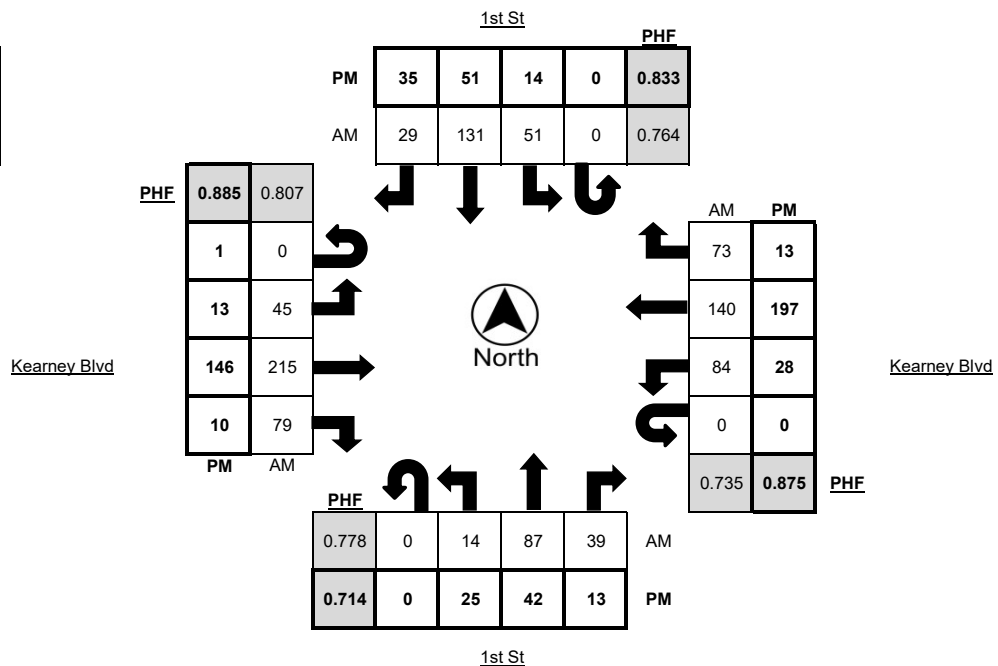 1st St
PHF
PM 35 51 14 0 0.833
AM 29 131 51 0 0.764
PHF 0.885 0.807
1 0
13 45
146 215
10 79
PM AM
Kearney Blvd
North
AM PM
73 13
140 197
84 28
0 0
0.735 0.875 PHF
Kearney Blvd
PHF
0.778 0 14 87 39 AM
0.714 0 25 42 13 PM
1st St